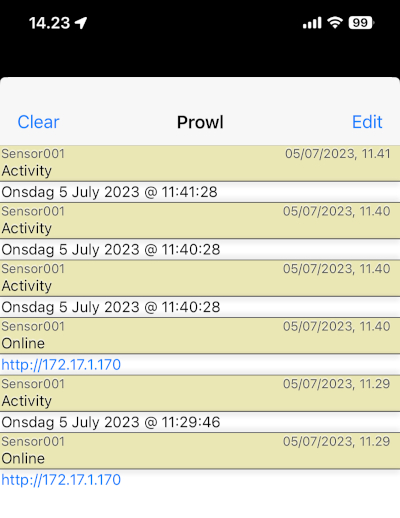 14.23
99
Clear Prowl Edit
Sensor001 05/07/2023, 11.41
Activity
Onsdag 5 July 2023 @ 11:41:28
Sensor001 05/07/2023, 11.40
Activity
Onsdag 5 July 2023 @ 11:40:28
Sensor001 05/07/2023, 11.40
Activity
Onsdag 5 July 2023 @ 11:40:28
Sensor001 05/07/2023, 11.40
Online
http://172.17.1.170
Sensor001 05/07/2023, 11.29
Activity
Onsdag 5 July 2023 @ 11:29:46
Sensor001 05/07/2023, 11.29
Online
http://172.17.1.170